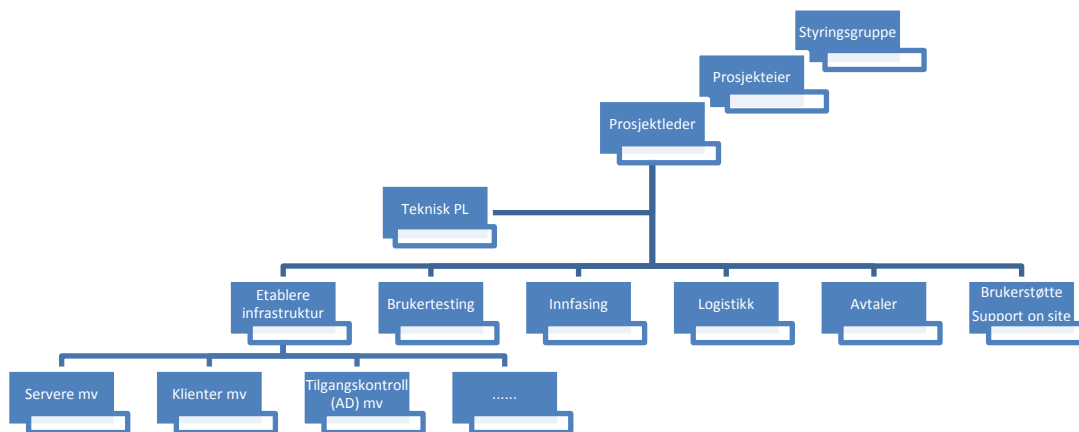 Styringsgruppe
Prosjekteier
Prosjektleder
Teknisk PL
Etablere
infrastruktur
Brukertesting
Innfasing
Logistikk
Avtaler
Brukerstøtte
Support on site
Servere mv
Klienter mv
Tilgangskontroll
(AD) mv
......